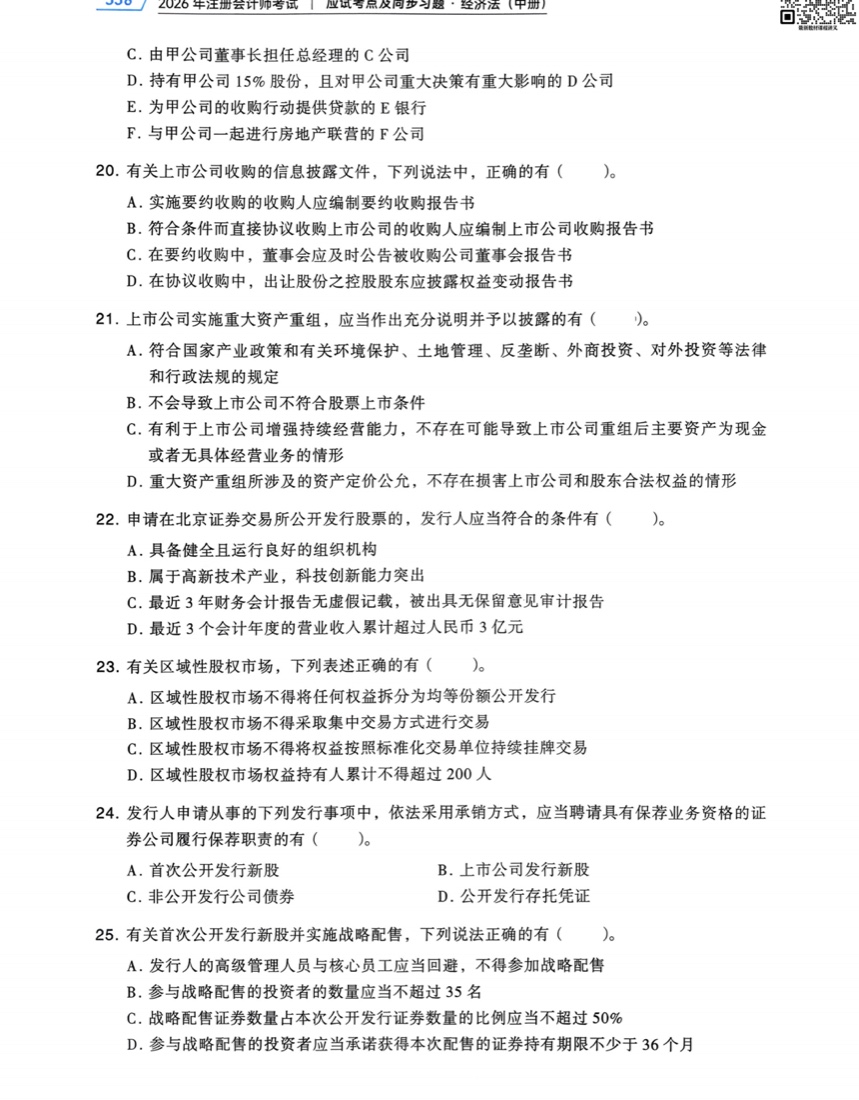 538 2026年注册会计师考试 | 应试考点及同步习题·经济法（中册）
C. 由甲公司董事长担任总经理的 C 公司
D. 持有甲公司 15% 股份，且对甲公司重大决策有重大影响的 D 公司
E. 为甲公司的收购行动提供贷款的 E 银行
F. 与甲公司一起进行房地产联营的 F 公司
20. 有关上市公司收购的信息披露文件，下列说法中，正确的有（　　）。
A. 实施要约收购的收购人应编制要约收购报告书
B. 符合条件而直接协议收购上市公司的收购人应编制上市公司收购报告书
C. 在要约收购中，董事会应及时公告被收购公司董事会报告书
D. 在协议收购中，出让股份之控股股东应披露权益变动报告书
21. 上市公司实施重大资产重组，应当作出充分说明并予以披露的有（　　）。
A. 符合国家产业政策和有关环境保护、土地管理、反垄断、外商投资、对外投资等法律
和行政法规的规定
B. 不会导致上市公司不符合股票上市条件
C. 有利于上市公司增强持续经营能力，不存在可能导致上市公司重组后主要资产为现金
或者无具体经营业务的情形
D. 重大资产重组所涉及的资产定价公允，不存在损害上市公司和股东合法权益的情形
22. 申请在北京证券交易所公开发行股票的，发行人应当符合的条件有（　　）。
A. 具备健全且运行良好的组织机构
B. 属于高新技术产业，科技创新能力突出
C. 最近 3 年财务会计报告无虚假记载，被出具无保留意见审计报告
D. 最近 3 个会计年度的营业收入累计超过人民币 3 亿元
23. 有关区域性股权市场，下列表述正确的有（　　）。
A. 区域性股权市场不得将任何权益拆分为均等份额公开发行
B. 区域性股权市场不得采取集中交易方式进行交易
C. 区域性股权市场不得将权益按照标准化交易单位持续挂牌交易
D. 区域性股权市场权益持有人累计不得超过 200 人
24. 发行人申请从事的下列发行事项中，依法采用承销方式，应当聘请具有保荐业务资格的证
券公司履行保荐职责的有（　　）。
A. 首次公开发行新股　　B. 上市公司发行新股
C. 非公开发行公司债券　　D. 公开发行存托凭证
25. 有关首次公开发行新股并实施战略配售，下列说法正确的有（　　）。
A. 发行人的高级管理人员与核心员工应当回避，不得参加战略配售
B. 参与战略配售的投资者的数量应当不超过 35 名
C. 战略配售证券数量占本次公开发行证券数量的比例应当不超过 50%
D. 参与战略配售的投资者应当承诺获得本次配售的证券持有期限不少于 36 个月